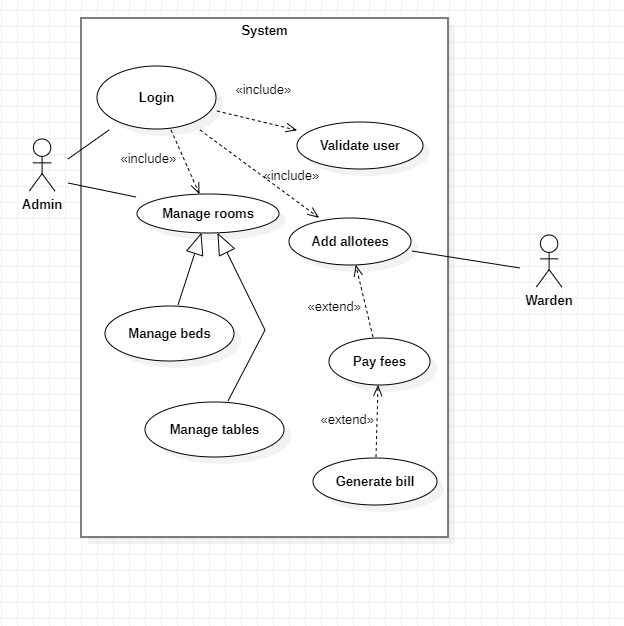 System
Login
«include»
Validate user
«include»
«include»
Admin
Manage rooms
Add allotees
Warden
«extend»
Manage beds
Pay fees
«extend»
Manage tables
Generate bill